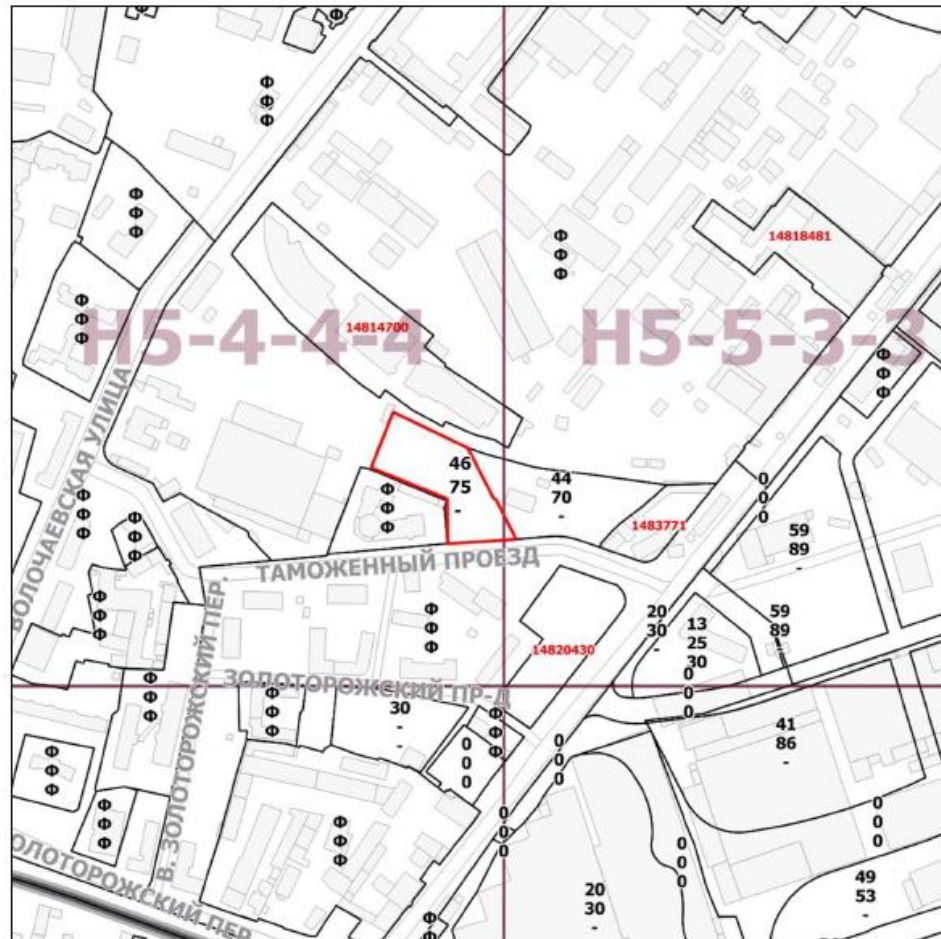 Ф
Ф
Ф
Ф
Ф
Ф
Ф
Ф
Ф
Ф
Ф
14818481
Ф
Ф
Ф
14814700
Н5-4-4-4
Н5-5-3-3
Ф
Ф
Ф
ВОЛОЧАЕВСКАЯ УЛИЦА
46
75
-
44
70
-
0
0
0
Ф
Ф
Ф
Ф
Ф
Ф
Ф
Ф
Ф
1483771
59
89
-
ТАМОЖЕННЫЙ ПРОЕЗД
Ф
Ф
Ф
Ф
Ф
Ф
20
30
-
13
25
30
59
89
-
14820430
0
0
0
ЗОЛОТОРОЖСКИЙ ПР-Д
В. ЗОЛОТОРОЖСКИЙ ПЕР.
Ф
Ф
Ф
Ф
Ф
Ф
30
-
-
Ф
Ф
Ф
0
0
0
0
0
0
41
86
-
Ф
Ф
Ф
Ф
Ф
Ф
Ф
Ф
Ф
0
0
0
0
0
0
0
0
0
ОЛОТОРОЖСКИЙ ПЕР
20
30
-
49
53
-
Ф
Ф